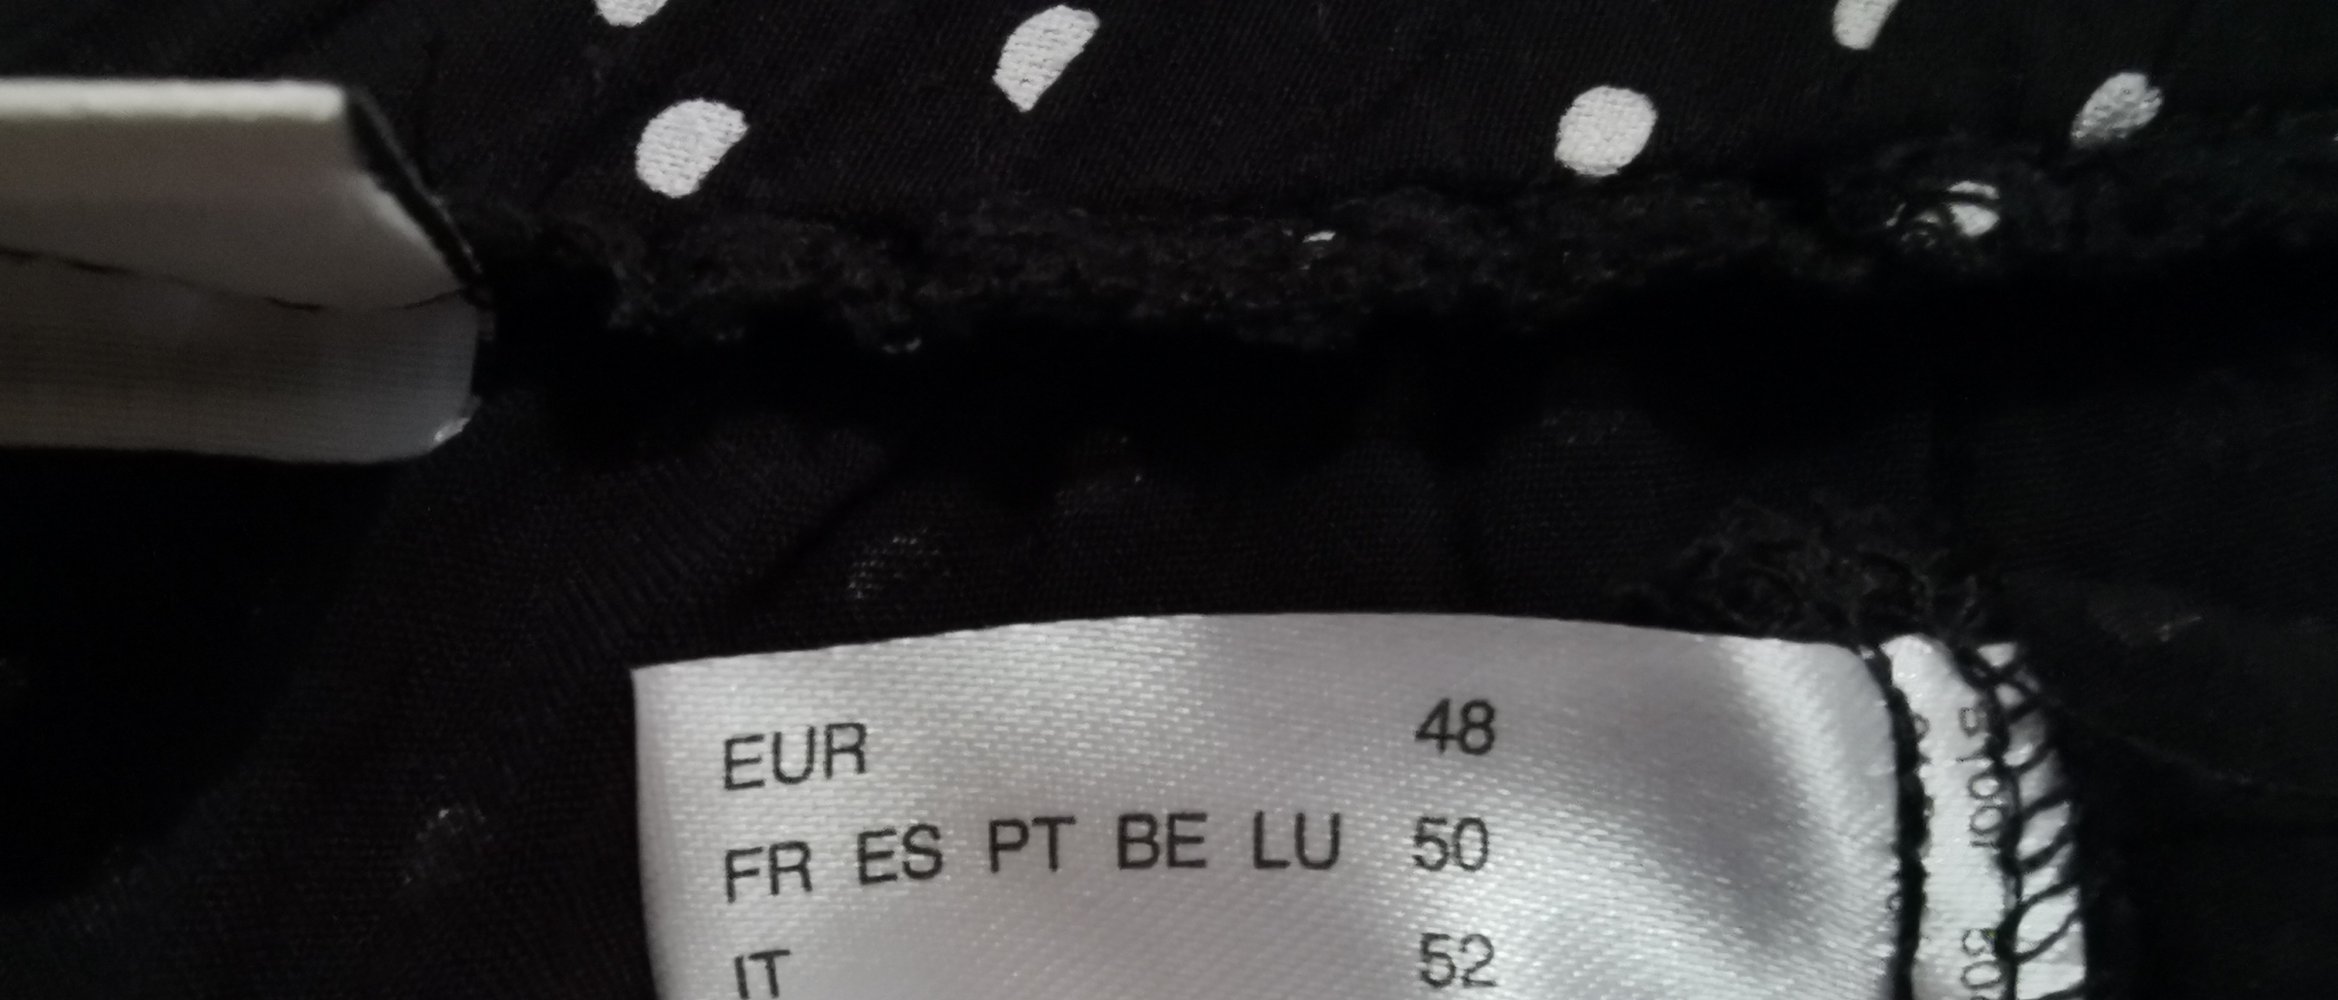 EUR 48
FR ES PT BE LU 50
IT 52